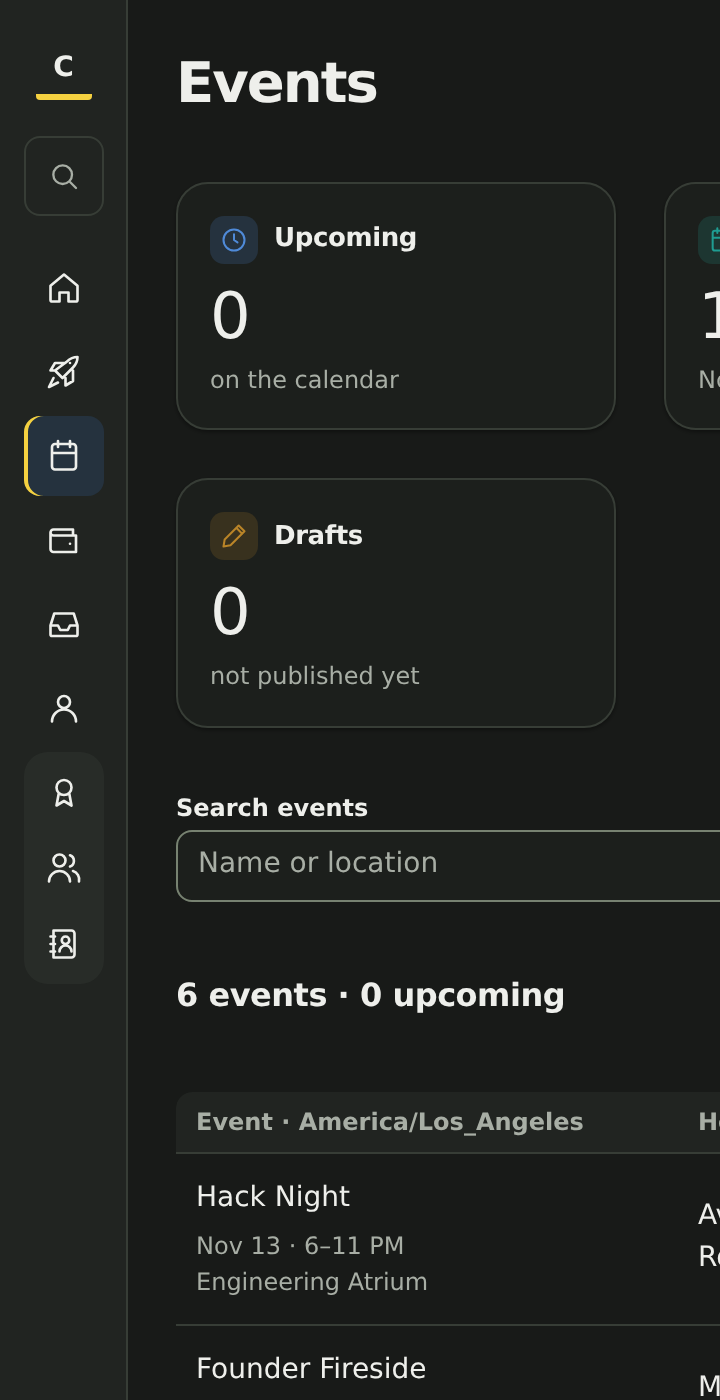 C
Events
Upcoming
0
on the calendar
Drafts
0
not published yet
Search events
Name or location
6 events · 0 upcoming
Event · America/Los_Angeles
Hack Night
Nov 13 · 6–11 PM
Engineering Atrium
Founder Fireside